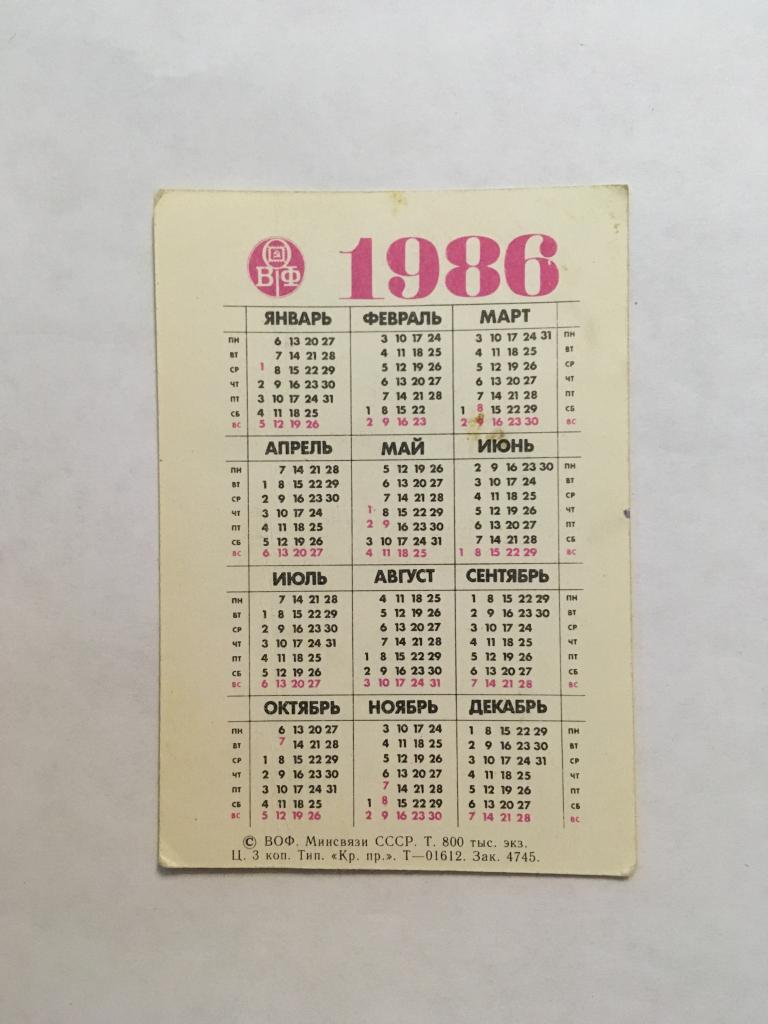 ВОФ 1986
ЯНВАРЬ ФЕВРАЛЬ МАРТ
ПН 6 13 20 27 3 10 17 24 3 10 17 24 31 ПН
ВТ 7 14 21 28 4 11 18 25 4 11 18 25 ВТ
СР 1 8 15 22 29 5 12 19 26 5 12 19 26 СР
ЧТ 2 9 16 23 30 6 13 20 27 6 13 20 27 ЧТ
ПТ 3 10 17 24 31 7 14 21 28 7 14 21 28 ПТ
СБ 4 11 18 25 1 8 15 22 1 8 15 22 29 СБ
ВС 5 12 19 26 2 9 16 23 2 9 16 23 30 ВС
АПРЕЛЬ МАЙ ИЮНЬ
ПН 7 14 21 28 5 12 19 26 2 9 16 23 30 ПН
ВТ 1 8 15 22 29 6 13 20 27 3 10 17 24 ВТ
СР 2 9 16 23 30 7 14 21 28 4 11 18 25 СР
ЧТ 3 10 17 24 1 8 15 22 29 5 12 19 26 ЧТ
ПТ 4 11 18 25 2 9 16 23 30 6 13 20 27 ПТ
СБ 5 12 19 26 3 10 17 24 31 7 14 21 28 СБ
ВС 6 13 20 27 4 11 18 25 1 8 15 22 29 ВС
ИЮЛЬ АВГУСТ СЕНТЯБРЬ
ПН 7 14 21 28 4 11 18 25 1 8 15 22 29 ПН
ВТ 1 8 15 22 29 5 12 19 26 2 9 16 23 30 ВТ
СР 2 9 16 23 30 6 13 20 27 3 10 17 24 СР
ЧТ 3 10 17 24 31 7 14 21 28 4 11 18 25 ЧТ
ПТ 4 11 18 25 1 8 15 22 29 5 12 19 26 ПТ
СБ 5 12 19 26 2 9 16 23 30 6 13 20 27 СБ
ВС 6 13 20 27 3 10 17 24 31 7 14 21 28 ВС
ОКТЯБРЬ НОЯБРЬ ДЕКАБРЬ
ПН 6 13 20 27 3 10 17 24 1 8 15 22 29 ПН
ВТ 7 14 21 28 4 11 18 25 2 9 16 23 30 ВТ
СР 1 8 15 22 29 5 12 19 26 3 10 17 24 31 СР
ЧТ 2 9 16 23 30 6 13 20 27 4 11 18 25 ЧТ
ПТ 3 10 17 24 31 7 14 21 28 5 12 19 26 ПТ
СБ 4 11 18 25 1 8 15 22 29 6 13 20 27 СБ
ВС 5 12 19 26 2 9 16 23 30 7 14 21 28 ВС
© ВОФ. Минсвязи СССР. Т. 800 тыс. экз.
Ц. 3 коп. Тип. «Кр. пр.». Т—01612. Зак. 4745.